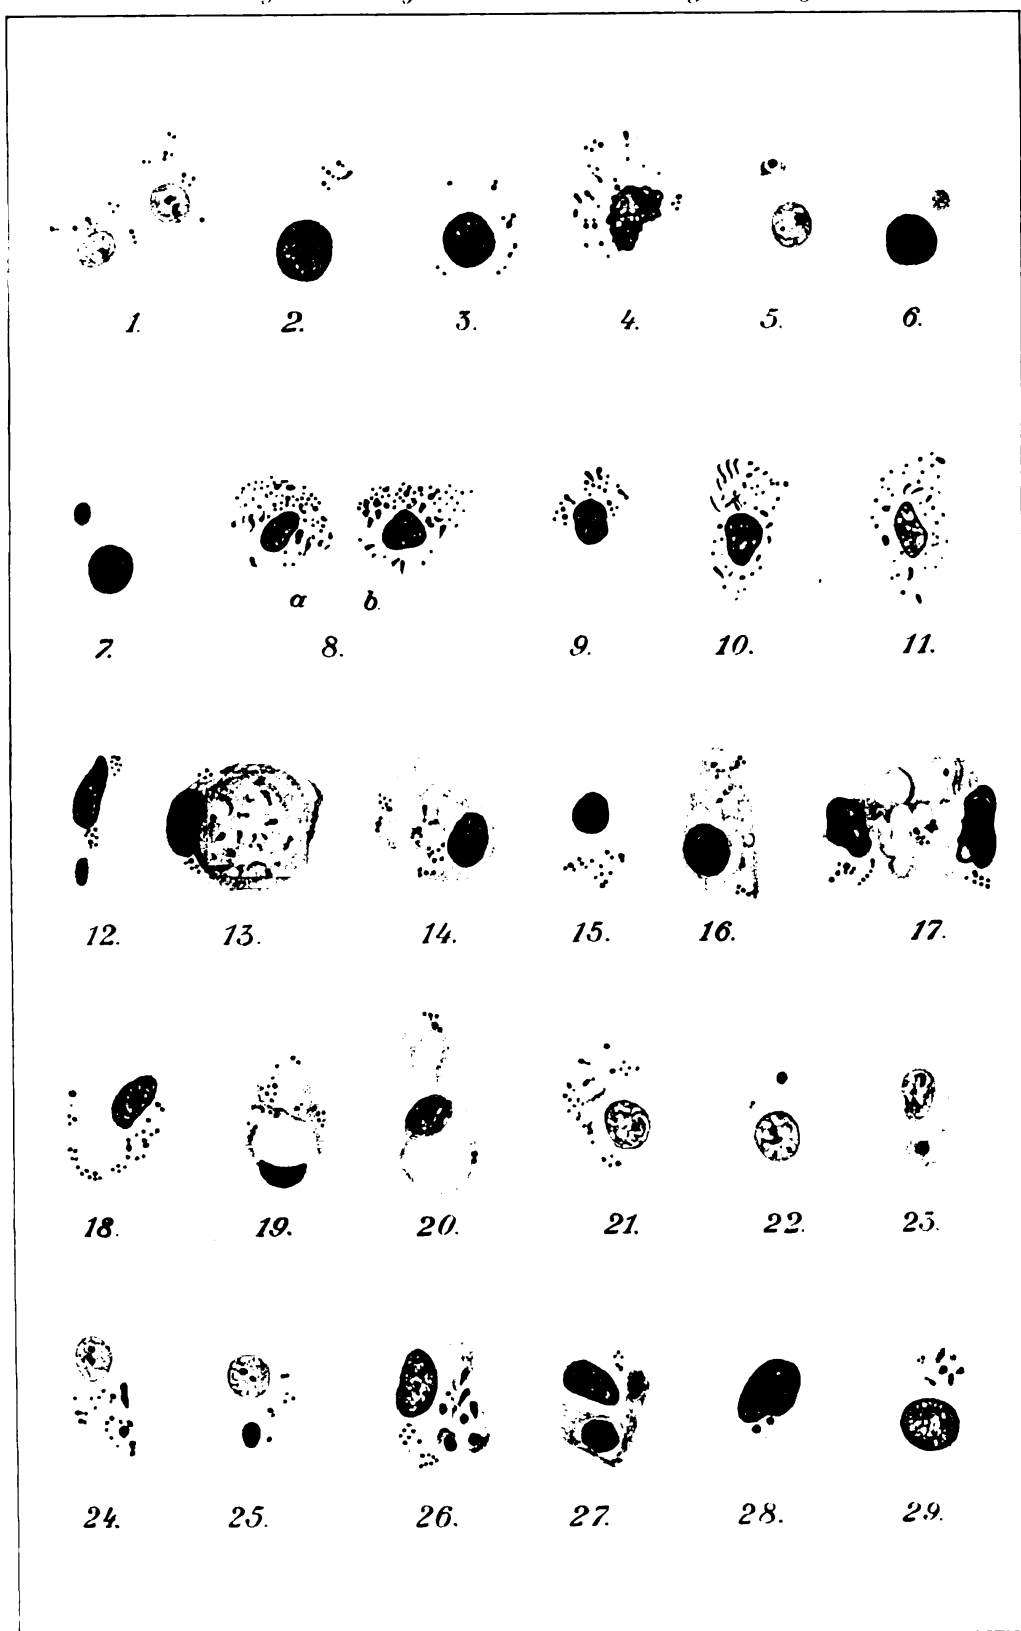 1. 2. 3. 4. 5. 6.
a b.
7. 8. 9. 10. 11.
12. 13. 14. 15. 16. 17.
18. 19. 20. 21. 22. 23.
24. 25. 26. 27. 28. 29.